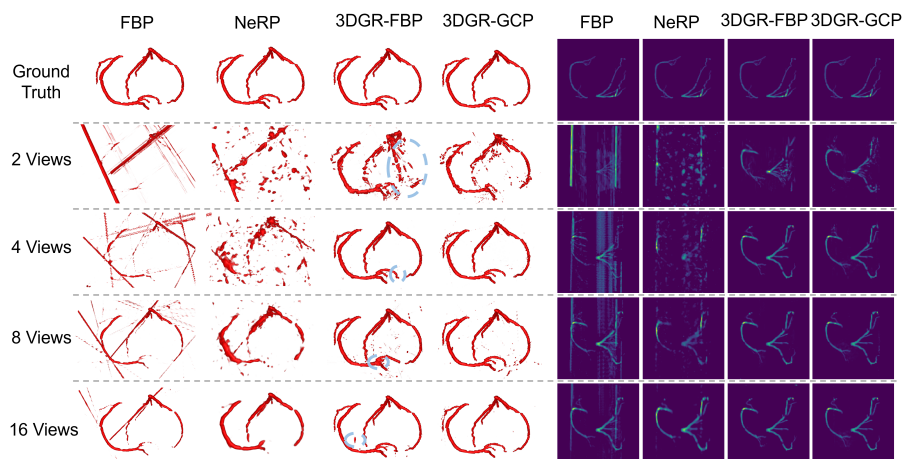 FBP NeRP 3DGR-FBP 3DGR-GCP FBP NeRP 3DGR-FBP 3DGR-GCP
Ground
Truth
2 Views
4 Views
8 Views
16 Views